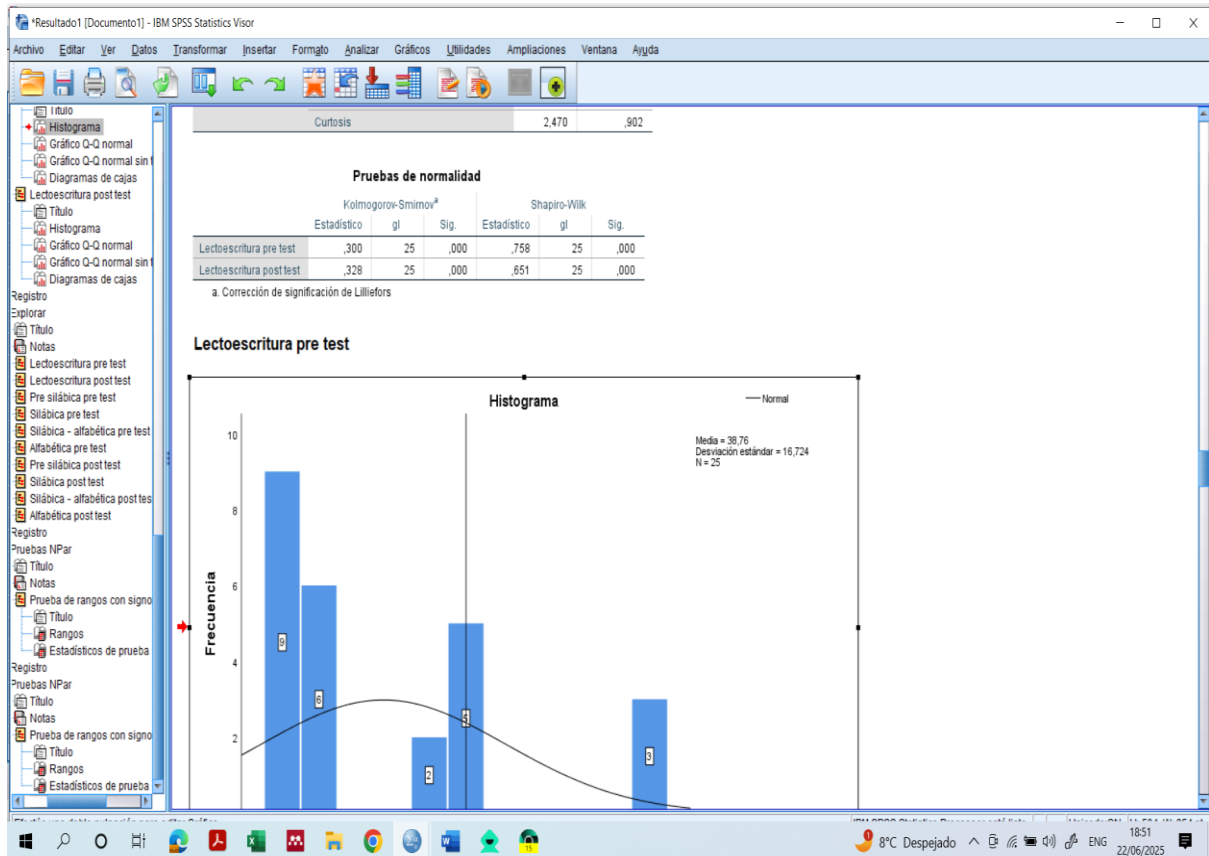 *Resultado1 [Documento1] - IBM SPSS Statistics Visor
Archivo Editar Ver Datos Transformar Insertar Formato Analizar Gráficos Utilidades Ampliaciones Ventana Ayuda
Título
Histograma
Gráfico Q-Q normal
Gráfico Q-Q normal sin t
Diagramas de cajas
Lectoescritura post test
Título
Histograma
Gráfico Q-Q normal
Gráfico Q-Q normal sin t
Diagramas de cajas
Registro
Explorar
Título
Notas
Lectoescritura pre test
Lectoescritura post test
Pre silábica pre test
Silábica pre test
Silábica - alfabética pre test
Alfabética pre test
Pre silábica post test
Silábica post test
Silábica - alfabética post tes
Alfabética post test
Registro
Pruebas NPar
Título
Notas
Prueba de rangos con signo
Título
Rangos
Estadísticos de prueba
Registro
Pruebas NPar
Título
Notas
Prueba de rangos con signo
Título
Rangos
Estadísticos de prueba
Curtosis 2,470 ,902
Pruebas de normalidad
Kolmogorov-Smirnov a Shapiro-Wilk
Estadístico gl Sig. Estadístico gl Sig.
Lectoescritura pre test ,300 25 ,000 ,758 25 ,000
Lectoescritura post test ,328 25 ,000 ,651 25 ,000
a. Corrección de significación de Lilliefors
Lectoescritura pre test
Histograma
Normal
Media = 38,76
Desviación estándar = 16,724
N = 25
Frecuencia
10
8
6
4
2
9
6
2
5
3
8°C Despejado ENG
18:51
22/06/2025
15